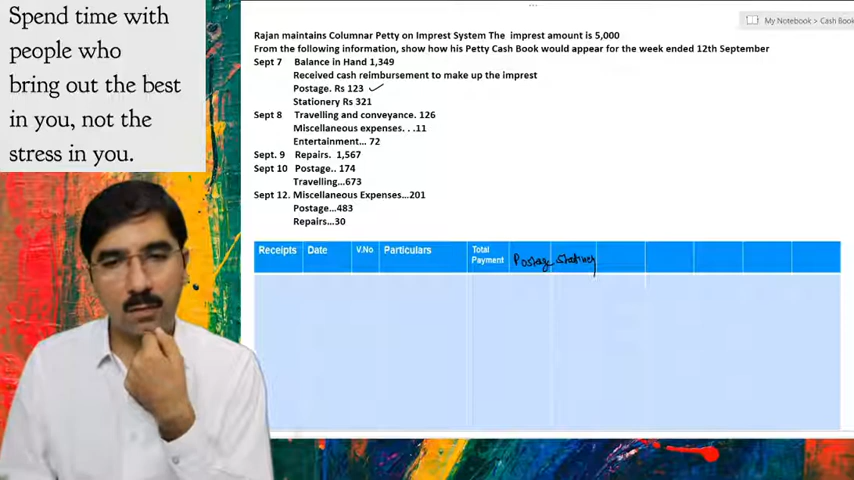 Spend time with
people who
bring out the best
in you, not the
stress in you.
My Notebook > Cash Book
Rajan maintains Columnar Petty on Imprest System The imprest amount is 5,000
From the following information, show how his Petty Cash Book would appear for the week ended 12th September
Sept 7 Balance in Hand 1,349
Received cash reimbursement to make up the imprest
Postage. Rs 123
Stationery Rs 321
Sept 8 Travelling and conveyance. 126
Miscellaneous expenses. . .11
Entertainment... 72
Sept. 9 Repairs. 1,567
Sept 10 Postage.. 174
Travelling...673
Sept 12. Miscellaneous Expenses...201
Postage...483
Repairs...30
Receipts Date V.No Particulars Total Payment Postage